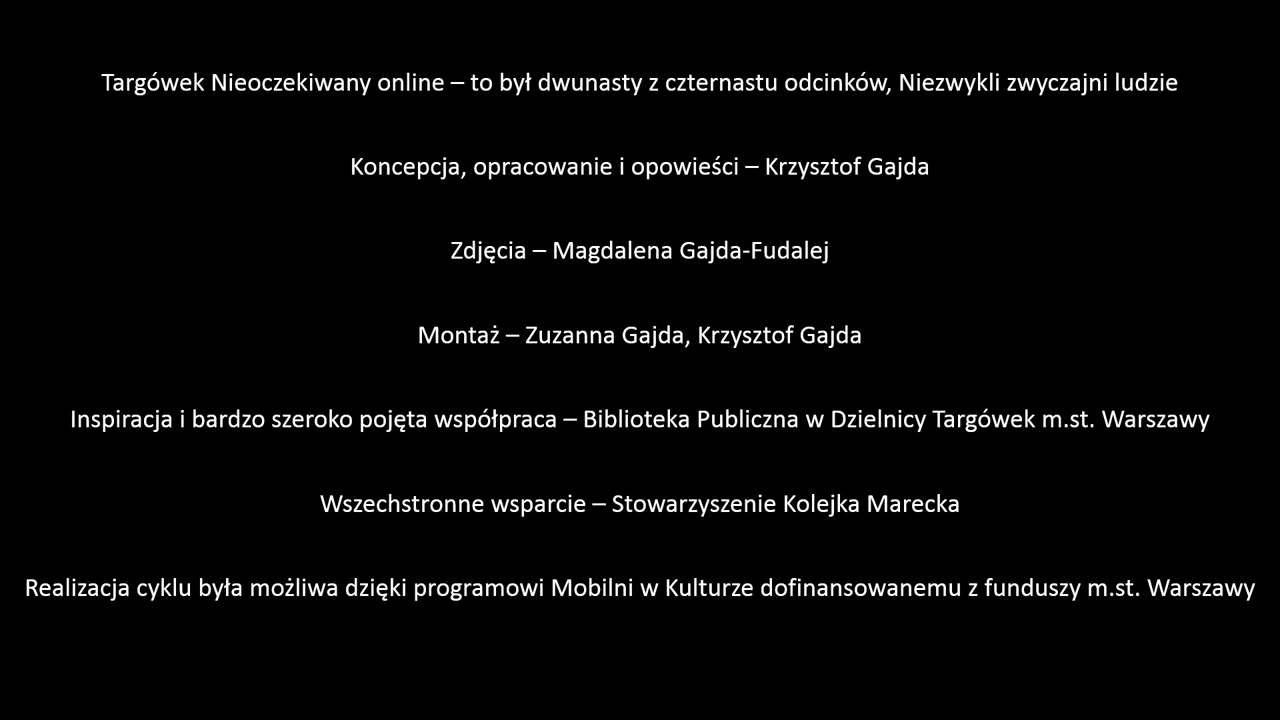 Targówek Nieoczekiwany online – to był dwunasty z czternastu odcinków, Niezwykli zwyczajni ludzie
Koncepcja, opracowanie i opowieści – Krzysztof Gajda
Zdjęcia – Magdalena Gajda-Fudalej
Montaż – Zuzanna Gajda, Krzysztof Gajda
Inspiracja i bardzo szeroko pojęta współpraca – Biblioteka Publiczna w Dzielnicy Targówek m.st. Warszawy
Wszechstronne wsparcie – Stowarzyszenie Kolejka Marecka
Realizacja cyklu była możliwa dzięki programowi Mobilni w Kulturze dofinansowanemu z funduszy m.st. Warszawy